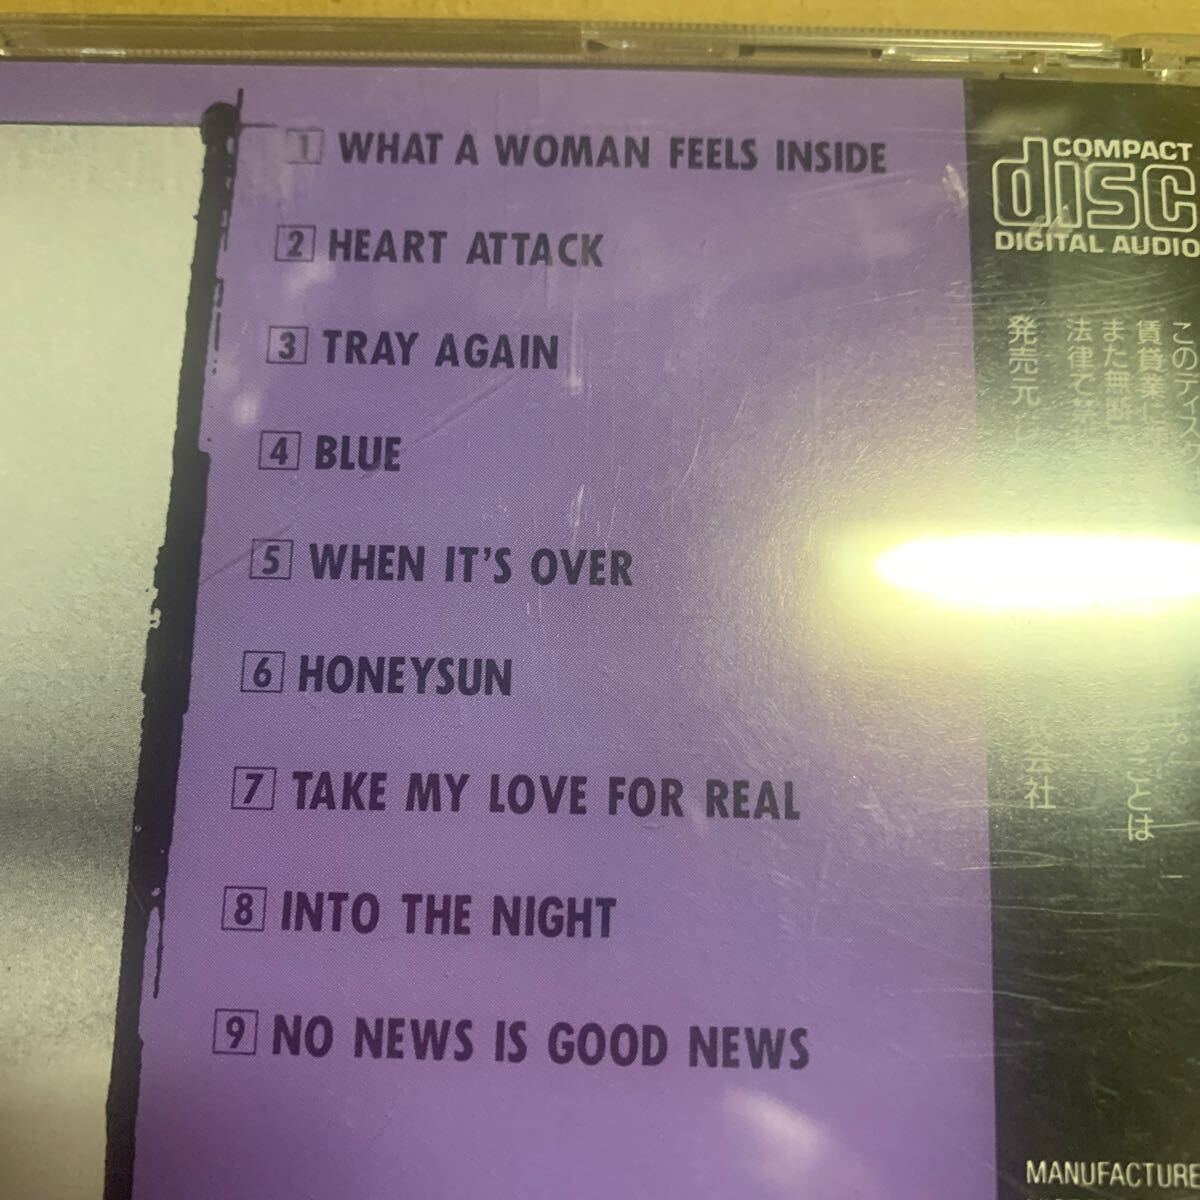 1 WHAT A WOMAN FEELS INSIDE
2 HEART ATTACK
3 TRAY AGAIN
4 BLUE
5 WHEN IT'S OVER
6 HONEYSUN
7 TAKE MY LOVE FOR REAL
8 INTO THE NIGHT
9 NO NEWS IS GOOD NEWS
COMPACT
disc
DIGITAL AUDIO
このディスク
賃貸業に
また無断
ることは
法律で禁
発売元
会社
MANUFACTURE